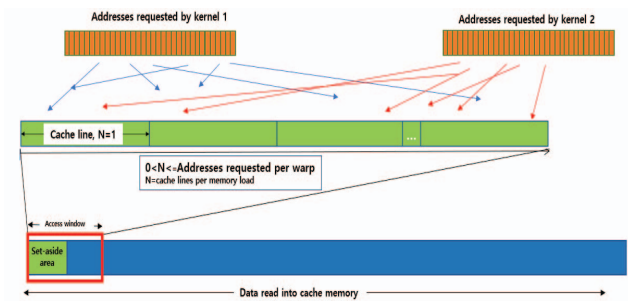 Addresses requested by kernel 1
Addresses requested by kernel 2
Cache line, N=1
...
0<N<=Addresses requested per warp
N=cache lines per memory load
Access window
Set-aside
area
Data read into cache memory